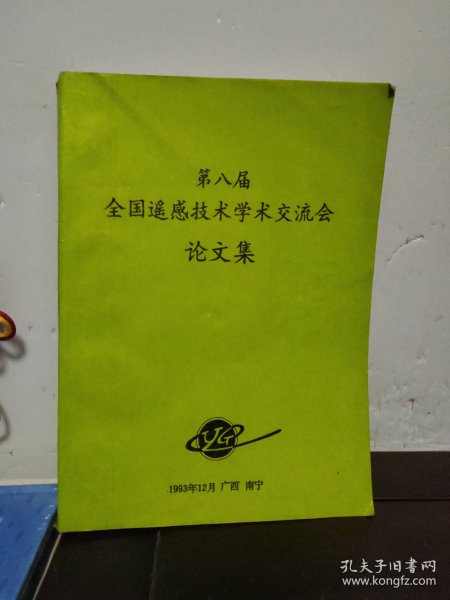 第八届
全国遥感技术学术交流会
论文集
YG
1993年12月 广西 南宁
孔夫子旧书网
www.kongfz.com